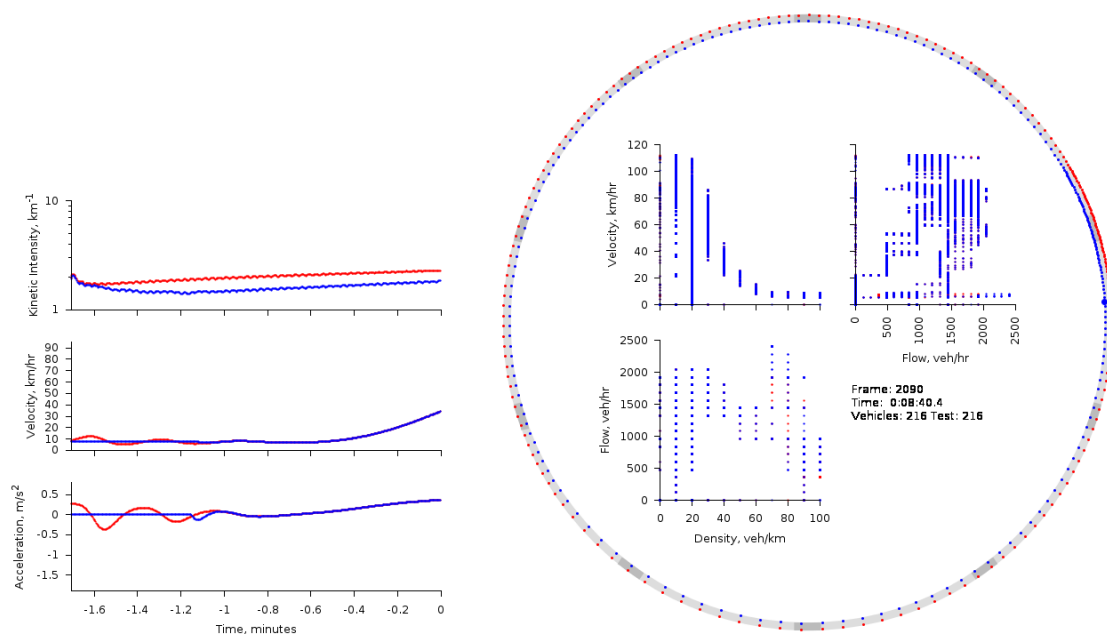 10
1
Kinetic Intensity, km-1
90
80
70
60
50
40
30
20
10
0
Velocity, km/hr
0.5
0
-0.5
-1
-1.5
Acceleration, m/s2
-1.6 -1.4 -1.2 -1 -0.8 -0.6 -0.4 -0.2 0
Time, minutes
120
100
80
60
40
20
0
Velocity, km/hr
0 500 1000 1500 2000 2500
Flow, veh/hr
2500
2000
1500
1000
500
0
Flow, veh/hr
0 20 40 60 80 100
Density, veh/km
Frame: 2090
Time: 0:08:40.4
Vehicles: 216 Test: 216